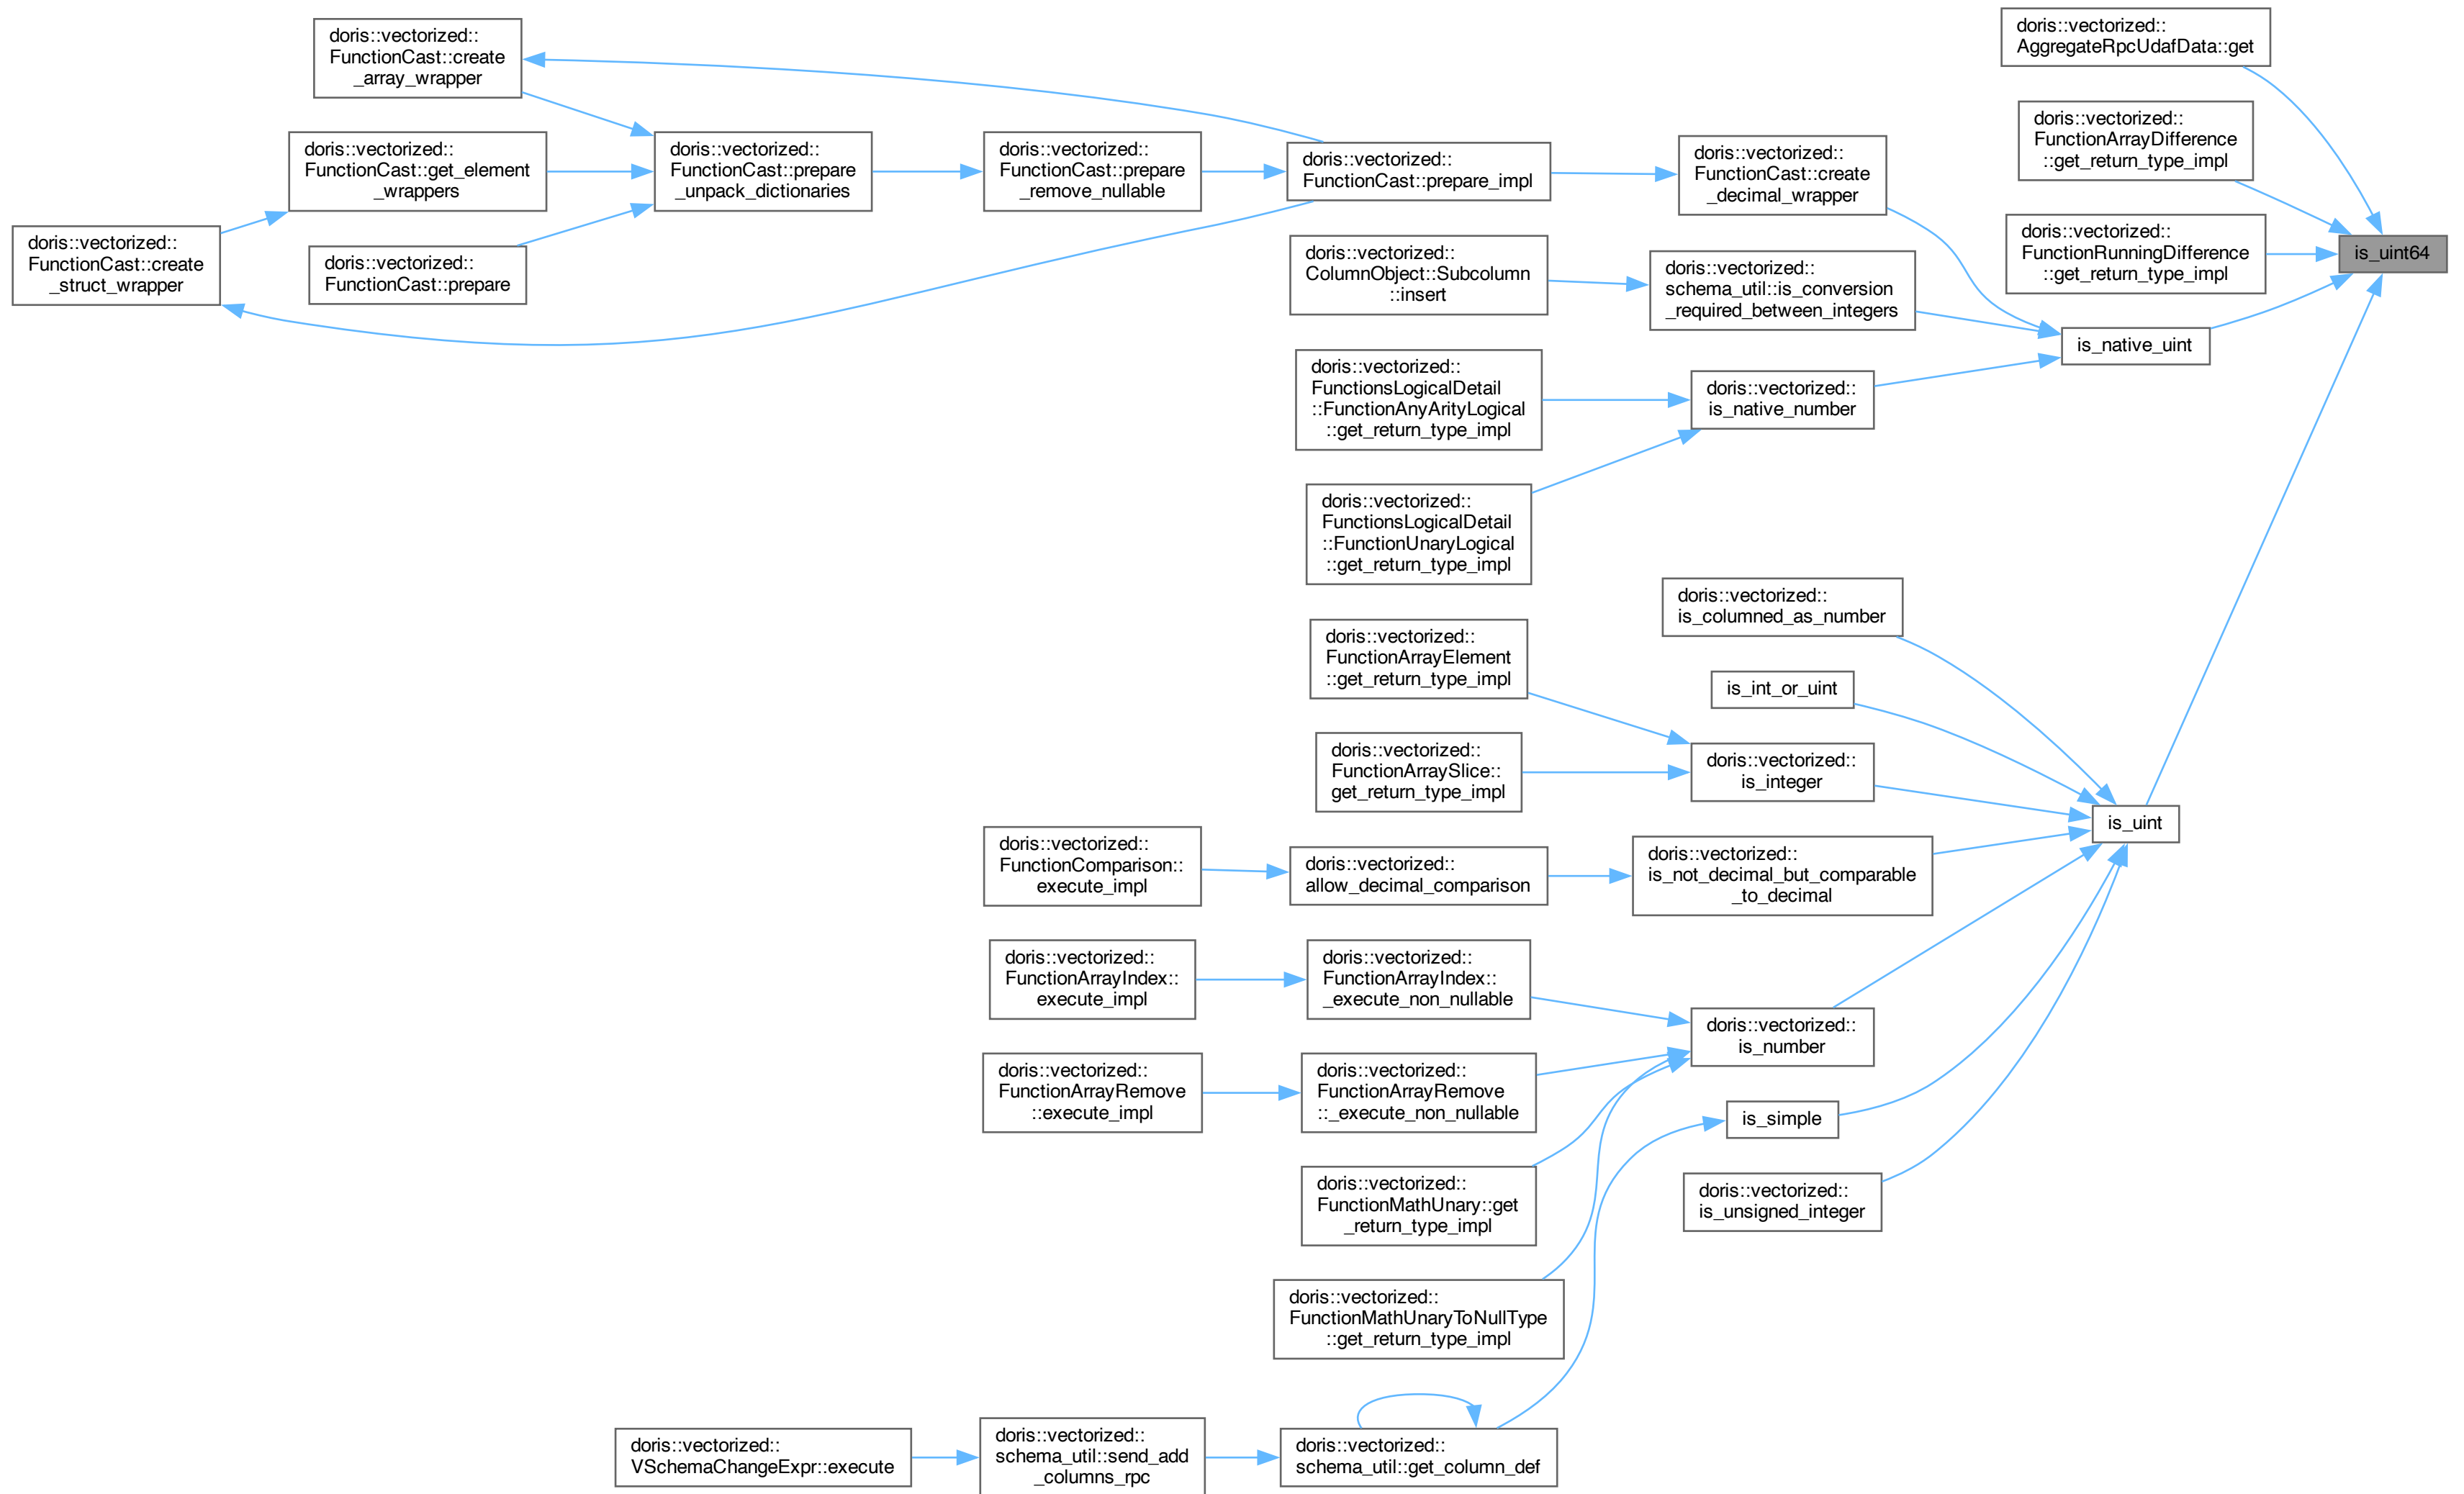 doris::vectorized::
FunctionCast::create
_array_wrapper
doris::vectorized::
FunctionCast::get_element
_wrappers
doris::vectorized::
FunctionCast::create
_struct_wrapper
doris::vectorized::
FunctionCast::prepare
doris::vectorized::
FunctionCast::prepare
_unpack_dictionaries
doris::vectorized::
FunctionCast::prepare
_remove_nullable
doris::vectorized::
FunctionCast::prepare_impl
doris::vectorized::
FunctionCast::create
_decimal_wrapper
doris::vectorized::
AggregateRpcUdafData::get
doris::vectorized::
FunctionArrayDifference
::get_return_type_impl
doris::vectorized::
FunctionRunningDifference
::get_return_type_impl
is_uint64
doris::vectorized::
ColumnObject::Subcolumn
::insert
doris::vectorized::
schema_util::is_conversion
_required_between_integers
is_native_uint
doris::vectorized::
FunctionsLogicalDetail
::FunctionAnyArityLogical
::get_return_type_impl
doris::vectorized::
is_native_number
doris::vectorized::
FunctionsLogicalDetail
::FunctionUnaryLogical
::get_return_type_impl
doris::vectorized::
is_columned_as_number
doris::vectorized::
FunctionArrayElement
::get_return_type_impl
is_int_or_uint
doris::vectorized::
FunctionArraySlice::
get_return_type_impl
doris::vectorized::
is_integer
is_uint
doris::vectorized::
FunctionComparison::
execute_impl
doris::vectorized::
allow_decimal_comparison
doris::vectorized::
is_not_decimal_but_comparable
_to_decimal
doris::vectorized::
FunctionArrayIndex::
execute_impl
doris::vectorized::
FunctionArrayIndex::
_execute_non_nullable
doris::vectorized::
is_number
doris::vectorized::
FunctionArrayRemove
::execute_impl
doris::vectorized::
FunctionArrayRemove
::_execute_non_nullable
is_simple
doris::vectorized::
FunctionMathUnary::get
_return_type_impl
doris::vectorized::
is_unsigned_integer
doris::vectorized::
FunctionMathUnaryToNullType
::get_return_type_impl
doris::vectorized::
VSchemaChangeExpr::execute
doris::vectorized::
schema_util::send_add
_columns_rpc
doris::vectorized::
schema_util::get_column_def